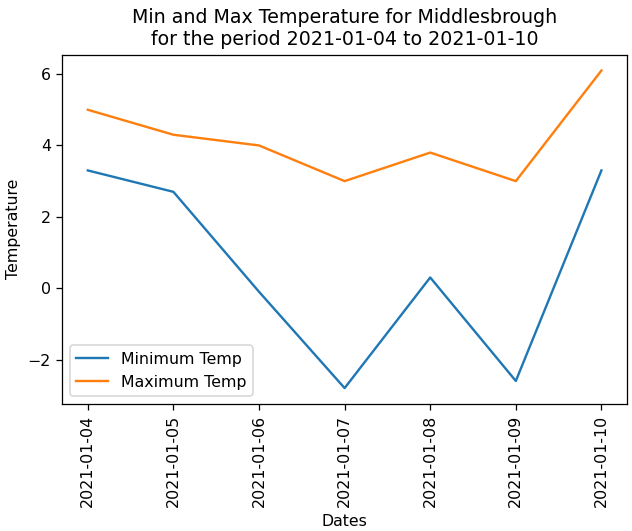 Min and Max Temperature for Middlesbrough
for the period 2021-01-04 to 2021-01-10
6
4
2
0
−2
Temperature
Minimum Temp
Maximum Temp
2021-01-04
2021-01-05
2021-01-06
2021-01-07
2021-01-08
2021-01-09
2021-01-10
Dates